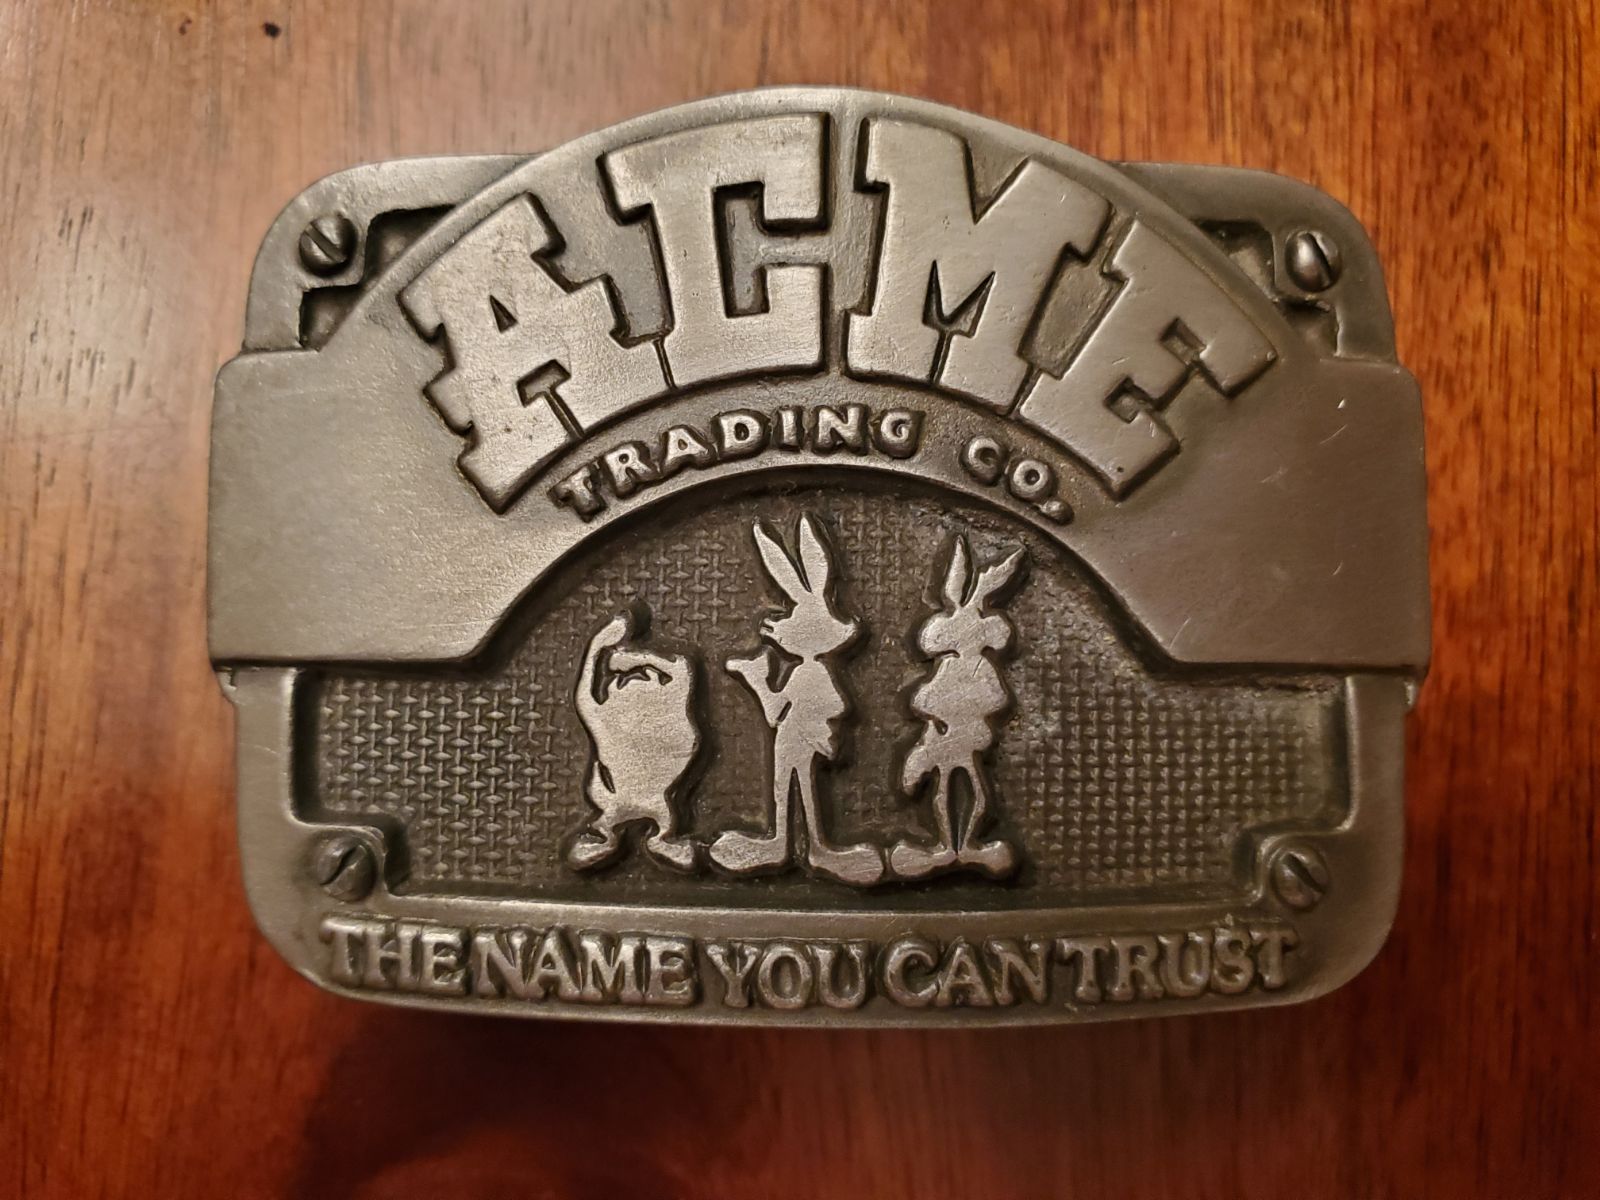 ACME
TRADING CO.
THE NAME YOU CAN TRUST